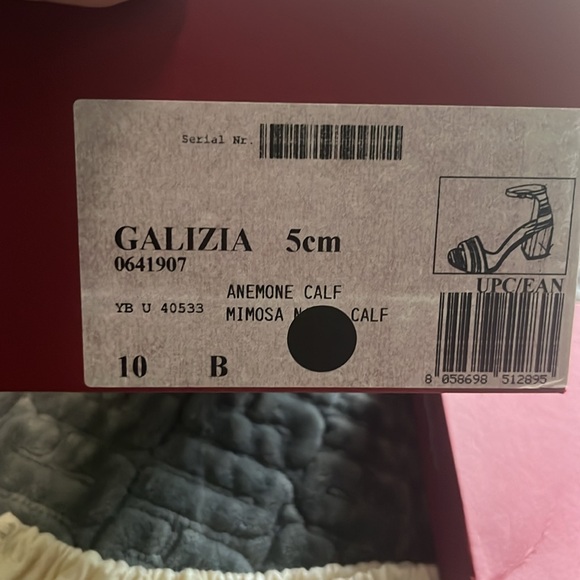 Serial Nr.
GALIZIA 5cm
0641907
UPC/EAN
YB U 40533
ANEMONE CALF
MIMOSA CALF
10 B
8 058698 512895